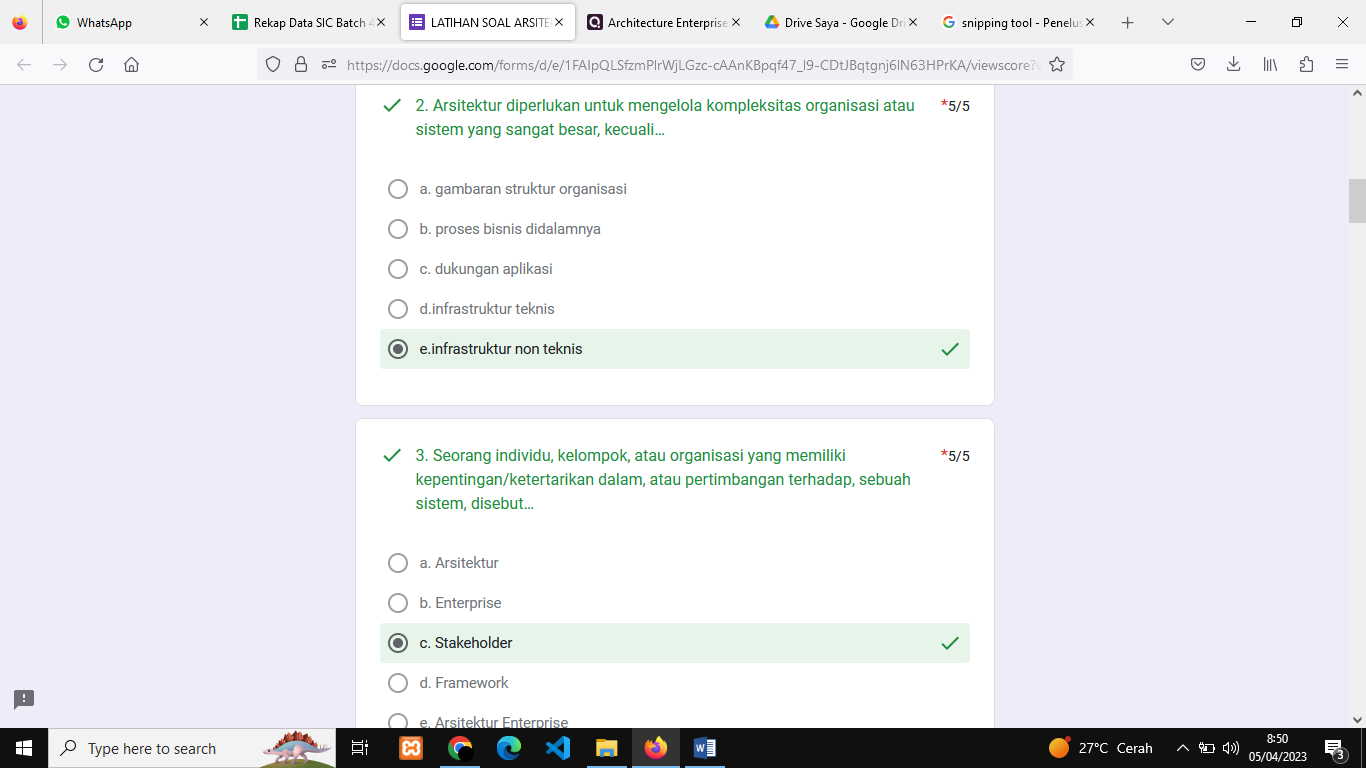 WhatsApp
Rekap Data SIC Batch 4
LATIHAN SOAL ARSITE
Architecture Enterprise
Drive Saya - Google Dri
snipping tool - Penelus
https://docs.google.com/forms/d/e/1FAIpQLSfzmPlrWjLGzc-cAAnKBpqf47_l9-CDtJBqtgnj6lN63HPrKA/viewscore?
2. Arsitektur diperlukan untuk mengelola kompleksitas organisasi atau
sistem yang sangat besar, kecuali...
*5/5
a. gambaran struktur organisasi
b. proses bisnis didalamnya
c. dukungan aplikasi
d.infrastruktur teknis
e.infrastruktur non teknis
3. Seorang individu, kelompok, atau organisasi yang memiliki
kepentingan/ketertarikan dalam, atau pertimbangan terhadap, sebuah
sistem, disebut...
*5/5
a. Arsitektur
b. Enterprise
c. Stakeholder
d. Framework
e. Arsitektur Enterprise
Type here to search
27°C Cerah
8:50
05/04/2023
3